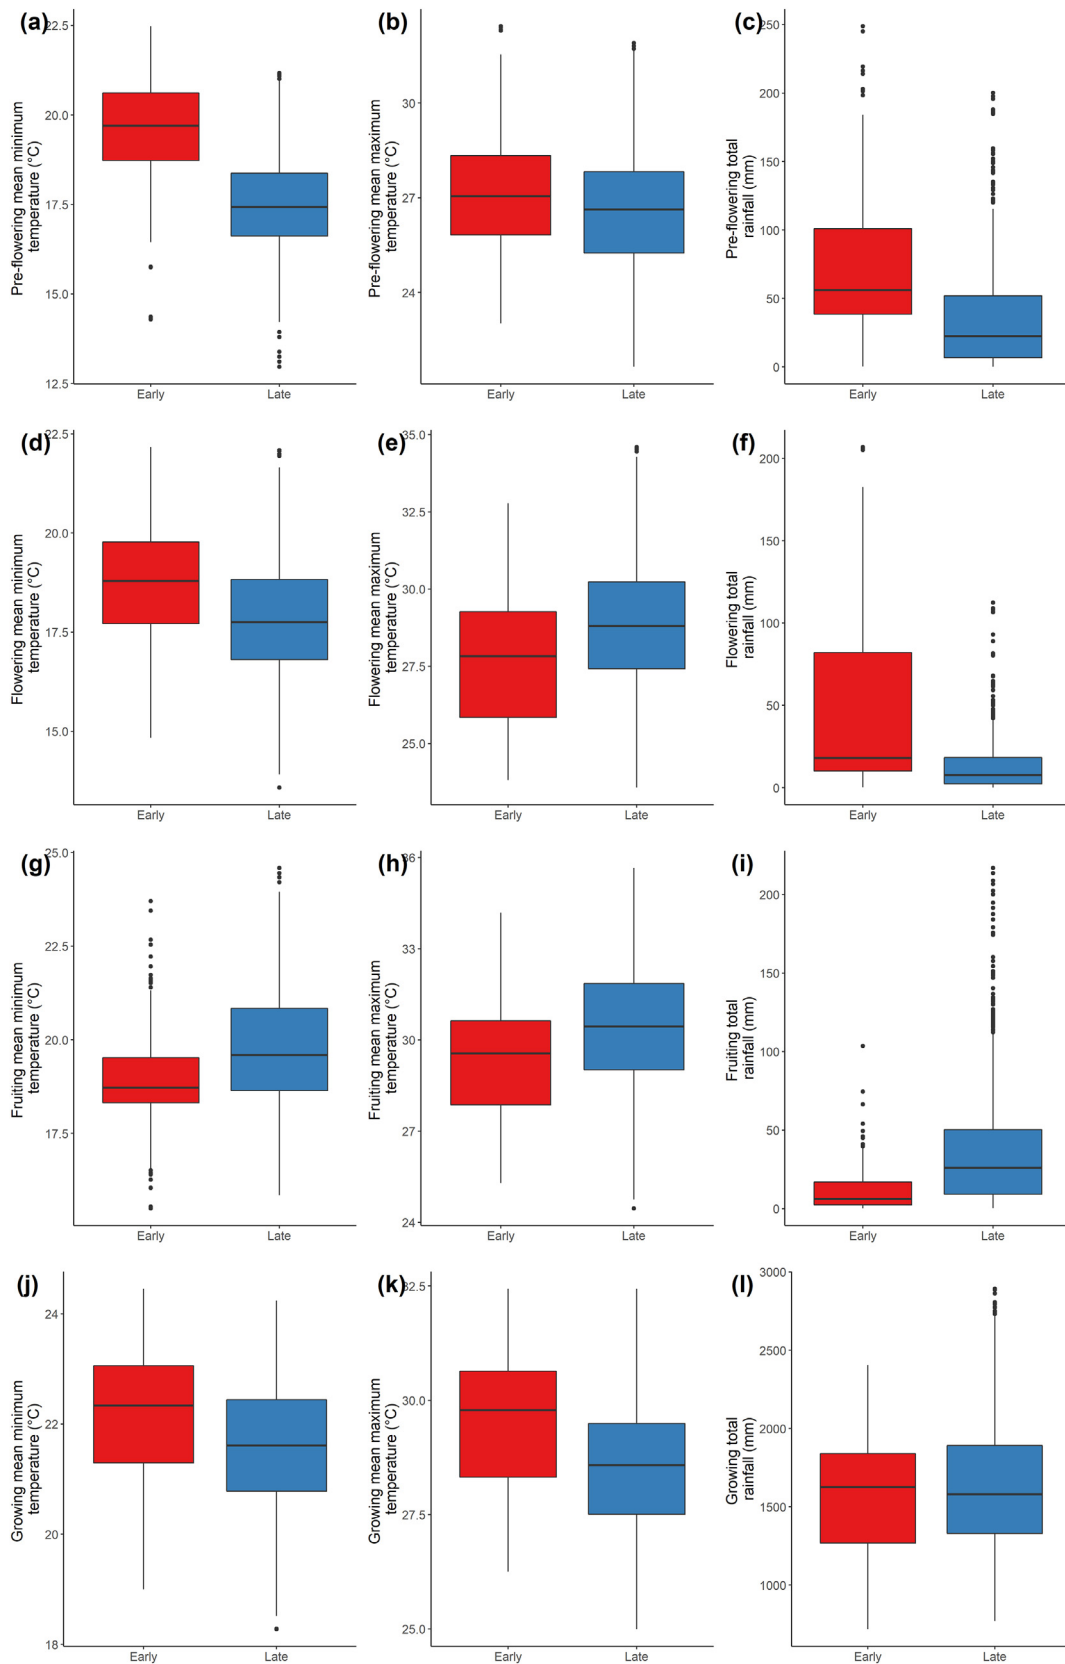 (a)
Pre-flowering mean minimum
temperature (°C)
22.5
20.0
17.5
15.0
12.5
Early
Late
(b)
Pre-flowering mean maximum
temperature (°C)
30
27
24
Early
Late
(c)
Pre-flowering total
rainfall (mm)
250
200
150
100
50
0
Early
Late
(d)
Flowering mean minimum
temperature (°C)
22.5
20.0
17.5
15.0
Early
Late
(e)
Flowering mean maximum
temperature (°C)
35.0
32.5
30.0
27.5
25.0
Early
Late
(f)
Flowering total
rainfall (mm)
200
150
100
50
0
Early
Late
(g)
Fruiting mean minimum
temperature (°C)
25.0
22.5
20.0
17.5
Early
Late
(h)
Fruiting mean maximum
temperature (°C)
36
33
30
27
24
Early
Late
(i)
Fruiting total
rainfall (mm)
200
150
100
50
0
Early
Late
(j)
Growing mean minimum
temperature (°C)
24
22
20
18
Early
Late
(k)
Growing mean maximum
temperature (°C)
32.5
30.0
27.5
25.0
Early
Late
(l)
Growing total
rainfall (mm)
3000
2500
2000
1500
1000
Early
Late